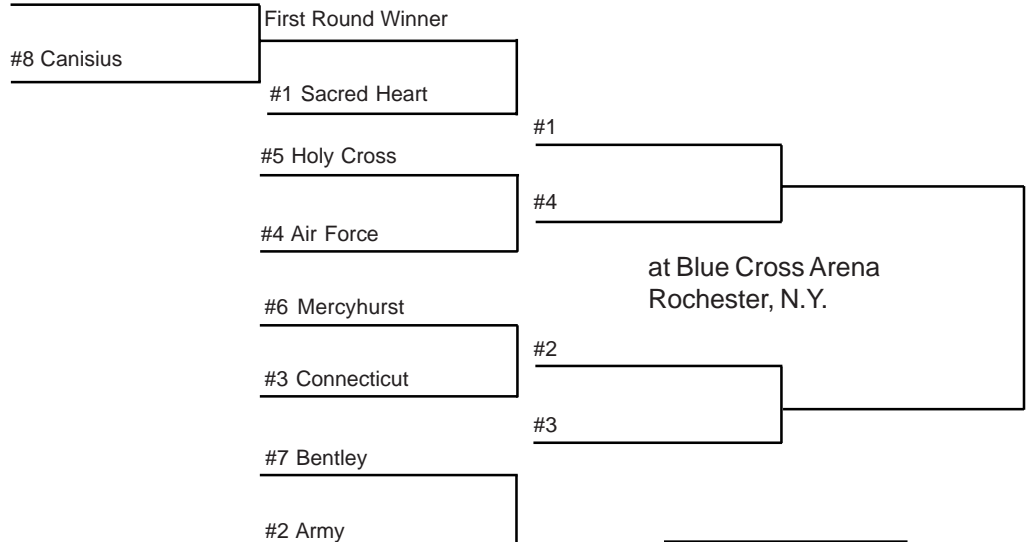 First Round Winner
#8 Canisius
#1 Sacred Heart
#1
#5 Holy Cross
#4
#4 Air Force
at Blue Cross Arena
Rochester, N.Y.
#6 Mercyhurst
#2
#3 Connecticut
#3
#7 Bentley
#2 Army